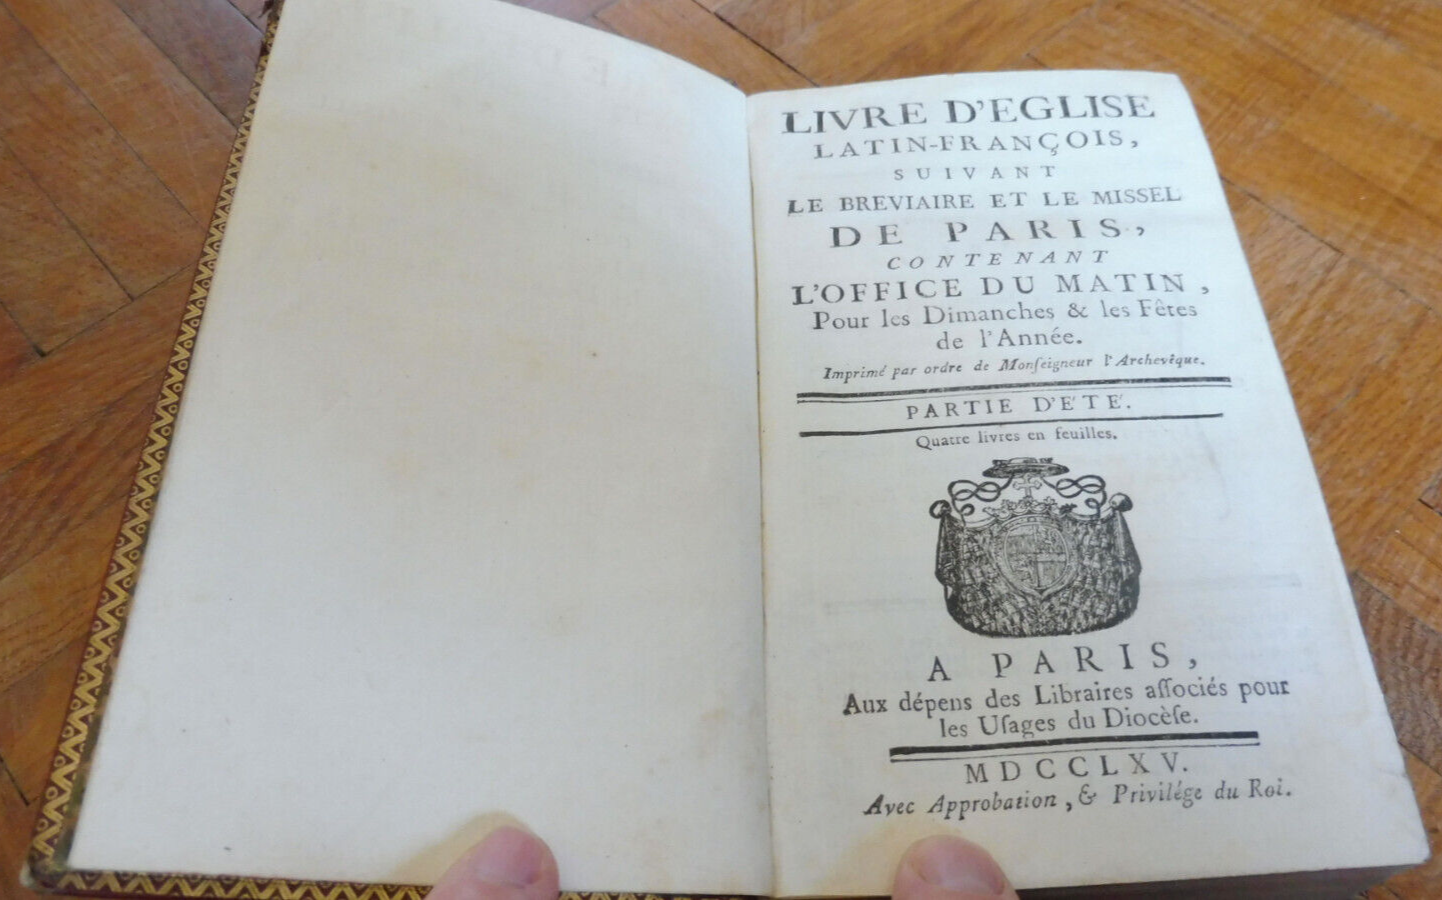 LIVRE D'EGLISE
LATIN-FRANÇOIS,
SUIVANT
LE BREVIAIRE ET LE MISSEL
DE PARIS,
CONTENANT
L'OFFICE DU MATIN,
Pour les Dimanches & les Fêtes
de l'Année.
Imprimé par ordre de Monſeigneur l'Archevêque.
PARTIE D'ÉTÉ.
Quatre livres en feuilles.
A PARIS,
Aux dépens des Libraires aſſociés pour
les Uſages du Diocèſe.
MDCCLXV.
Avec Approbation, & Privilége du Roi.